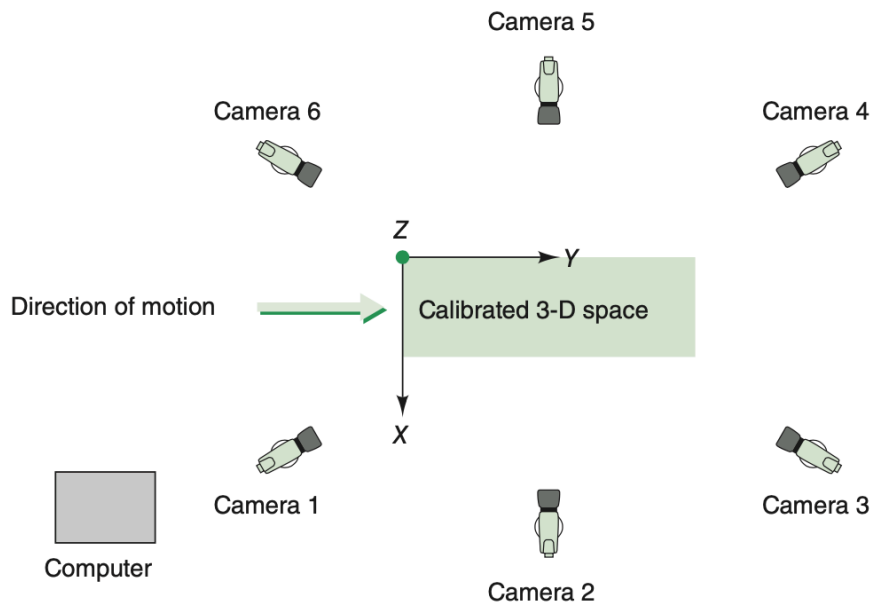 Camera 5
Camera 6
Camera 4
Z
Y
Direction of motion
Calibrated 3-D space
X
Camera 1
Camera 3
Computer
Camera 2